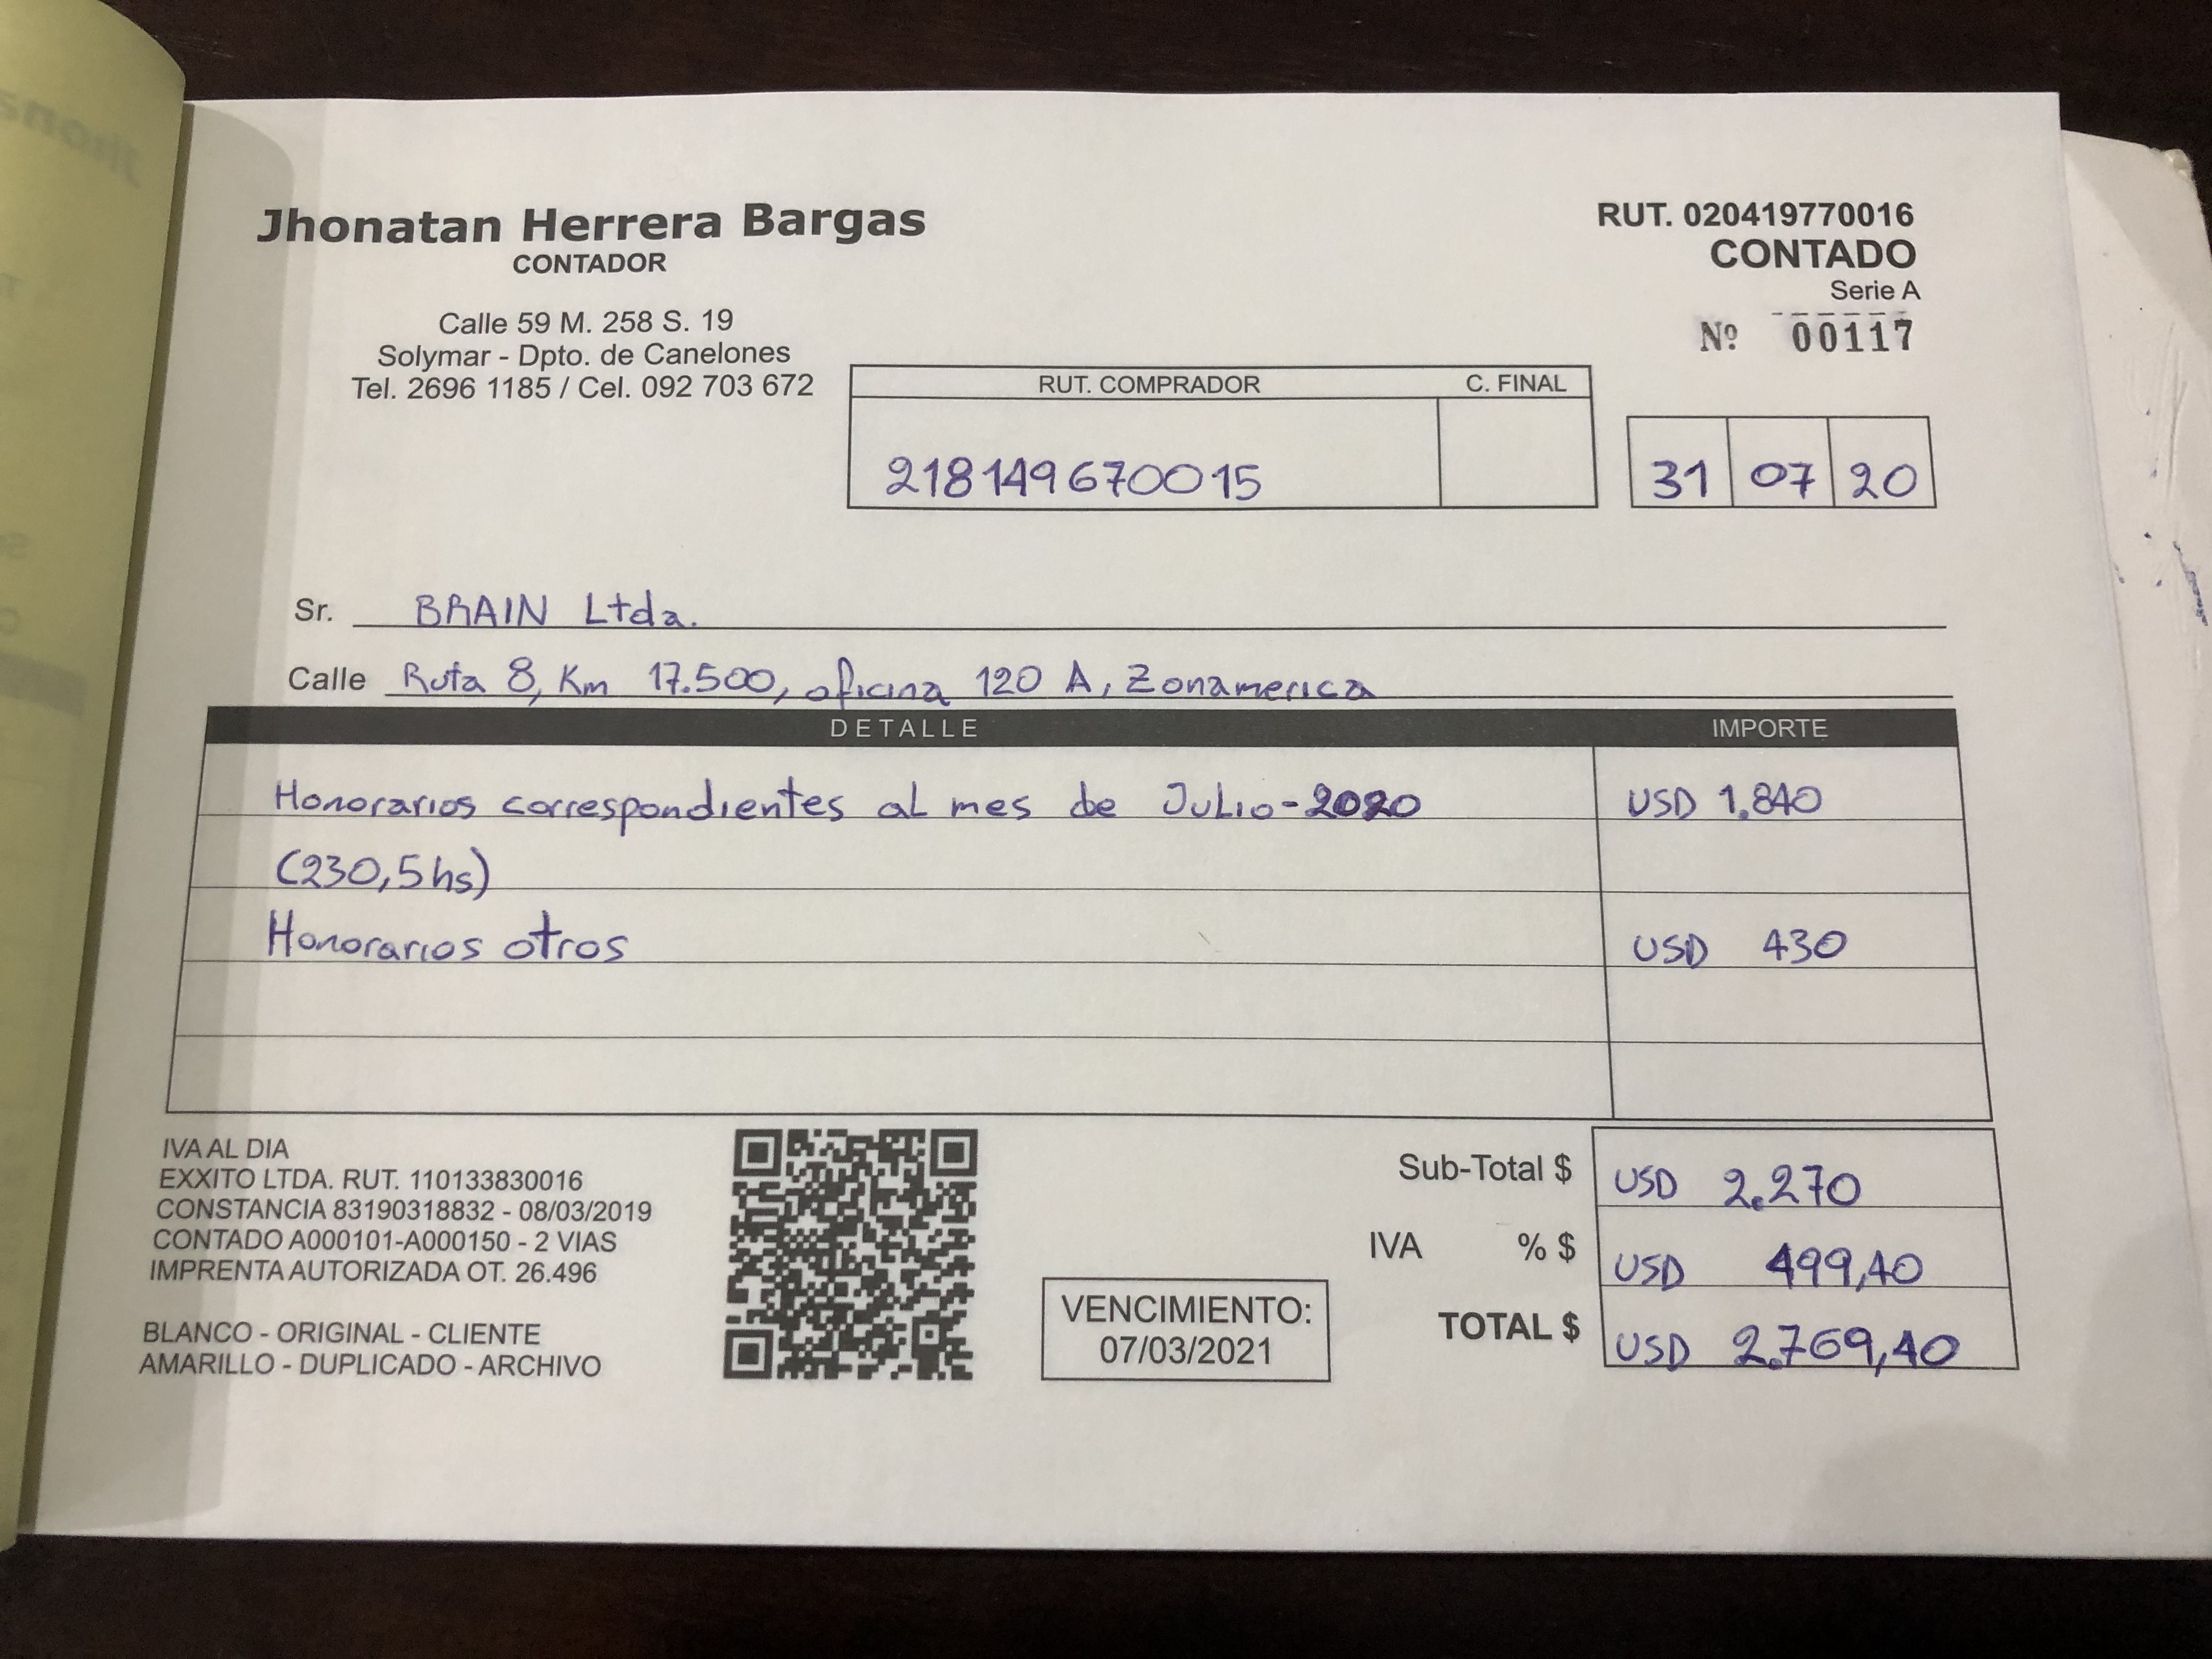 Jhonatan Herrera Bargas
CONTADOR
Calle 59 M. 258 S. 19
Solymar - Dpto. de Canelones
Tel. 2696 1185 / Cel. 092 703 672
RUT. 020419770016
CONTADO
Serie A
Nº 00117
RUT. COMPRADOR C. FINAL
218149670015
31 07 20
Sr. BRAIN Ltda.
Calle Ruta 8, Km 17.500, oficina 120 A, Zonamerica
DETALLE IMPORTE
Honorarios correspondientes al mes de Julio-2020 USD 1.840
(230,5hs)
Honorarios otros USD 430
IVA AL DIA
EXXITO LTDA. RUT. 110133830016
CONSTANCIA 83190318832 - 08/03/2019
CONTADO A000101-A000150 - 2 VIAS
IMPRENTA AUTORIZADA OT. 26.496
BLANCO - ORIGINAL - CLIENTE
AMARILLO - DUPLICADO - ARCHIVO
VENCIMIENTO:
07/03/2021
Sub-Total $ USD 2.270
IVA % $ USD 499,40
TOTAL $ USD 2.769,40